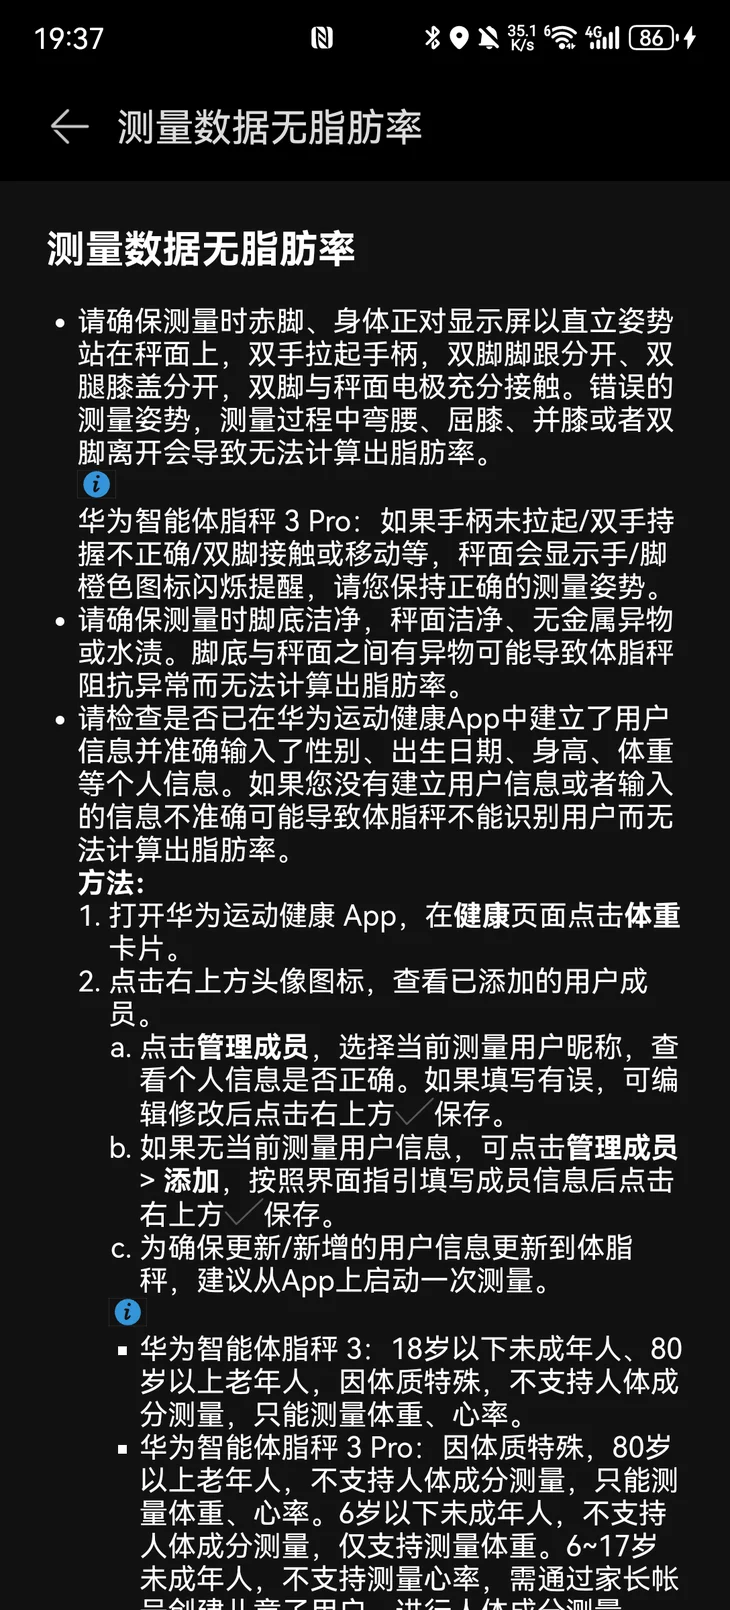 19:37
35.1 K/s
6
4G
86
测量数据无脂肪率
测量数据无脂肪率
• 请确保测量时赤脚、身体正对显示屏以直立姿势
站在秤面上，双手拉起手柄，双脚脚跟分开、双
腿膝盖分开，双脚与秤面电极充分接触。错误的
测量姿势，测量过程中弯腰、屈膝、并膝或者双
脚离开会导致无法计算出脂肪率。
i
华为智能体脂秤 3 Pro：如果手柄未拉起/双手持
握不正确/双脚接触或移动等，秤面会显示手/脚
橙色图标闪烁提醒，请您保持正确的测量姿势。
• 请确保测量时脚底洁净，秤面洁净、无金属异物
或水渍。脚底与秤面之间有异物可能导致体脂秤
阻抗异常而无法计算出脂肪率。
• 请检查是否已在华为运动健康App中建立了用户
信息并准确输入了性别、出生日期、身高、体重
等个人信息。如果您没有建立用户信息或者输入
的信息不准确可能导致体脂秤不能识别用户而无
法计算出脂肪率。
方法：
1. 打开华为运动健康 App，在健康页面点击体重
卡片。
2. 点击右上方头像图标，查看已添加的用户成
员。
a. 点击管理成员，选择当前测量用户昵称，查
看个人信息是否正确。如果填写有误，可编
辑修改后点击右上方✓保存。
b. 如果无当前测量用户信息，可点击管理成员
> 添加，按照界面指引填写成员信息后点击
右上方✓保存。
c. 为确保更新/新增的用户信息更新到体脂
秤，建议从App上启动一次测量。
i
▪ 华为智能体脂秤 3：18岁以下未成年人、80
岁以上老年人，因体质特殊，不支持人体成
分测量，只能测量体重、心率。
▪ 华为智能体脂秤 3 Pro：因体质特殊，80岁
以上老年人，不支持人体成分测量，只能测
量体重、心率。6岁以下未成年人，不支持
人体成分测量，仅支持测量体重。6~17岁
未成年人，不支持测量心率，需通过家长帐
号创建儿童子用户，进行人体成分测量